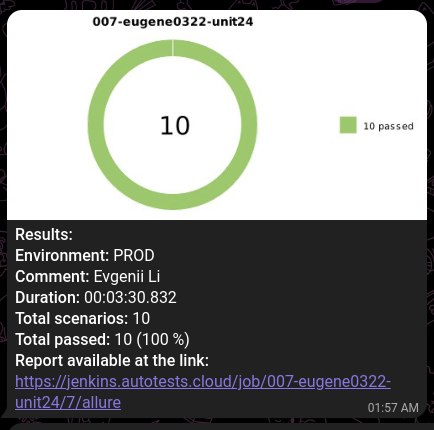 007-eugene0322-unit24
10
10 passed
Results:
Environment: PROD
Comment: Evgenii Li
Duration: 00:03:30.832
Total scenarios: 10
Total passed: 10 (100 %)
Report available at the link:
https://jenkins.autotests.cloud/job/007-eugene0322-
unit24/7/allure
01:57 AM